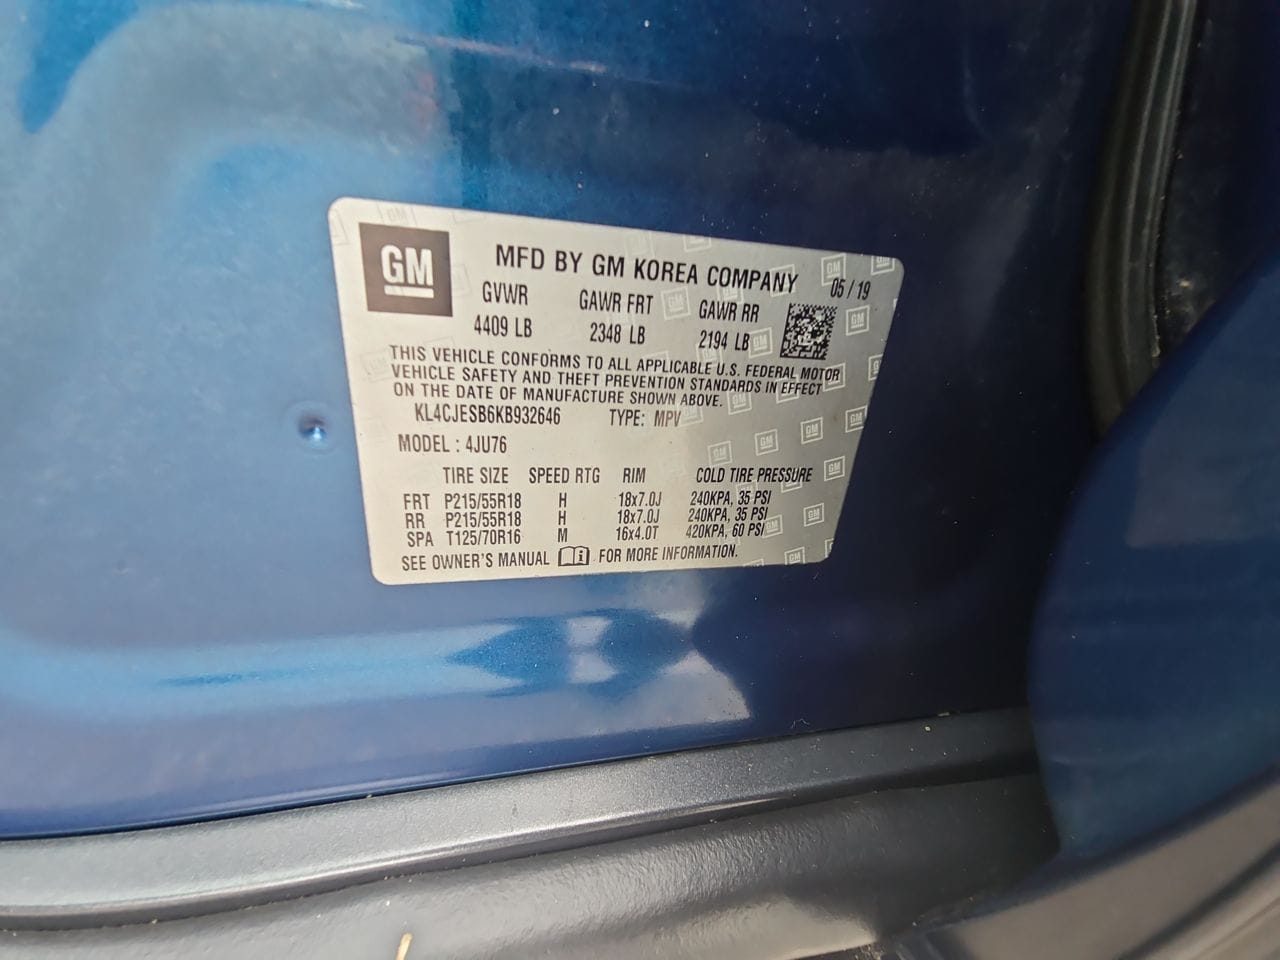 GM
MFD BY GM KOREA COMPANY 05 / 19
GVWR GAWR FRT GAWR RR
4409 LB 2348 LB 2194 LB
THIS VEHICLE CONFORMS TO ALL APPLICABLE U.S. FEDERAL MOTOR
VEHICLE SAFETY AND THEFT PREVENTION STANDARDS IN EFFECT
ON THE DATE OF MANUFACTURE SHOWN ABOVE.
KL4CJESB6KB932646 TYPE: MPV
MODEL : 4JU76
TIRE SIZE SPEED RTG RIM COLD TIRE PRESSURE
FRT P215/55R18 H 18x7.0J 240KPA, 35 PSI
RR P215/55R18 H 18x7.0J 240KPA, 35 PSI
SPA T125/70R16 M 16x4.0T 420KPA, 60 PSI
SEE OWNER'S MANUAL FOR MORE INFORMATION.